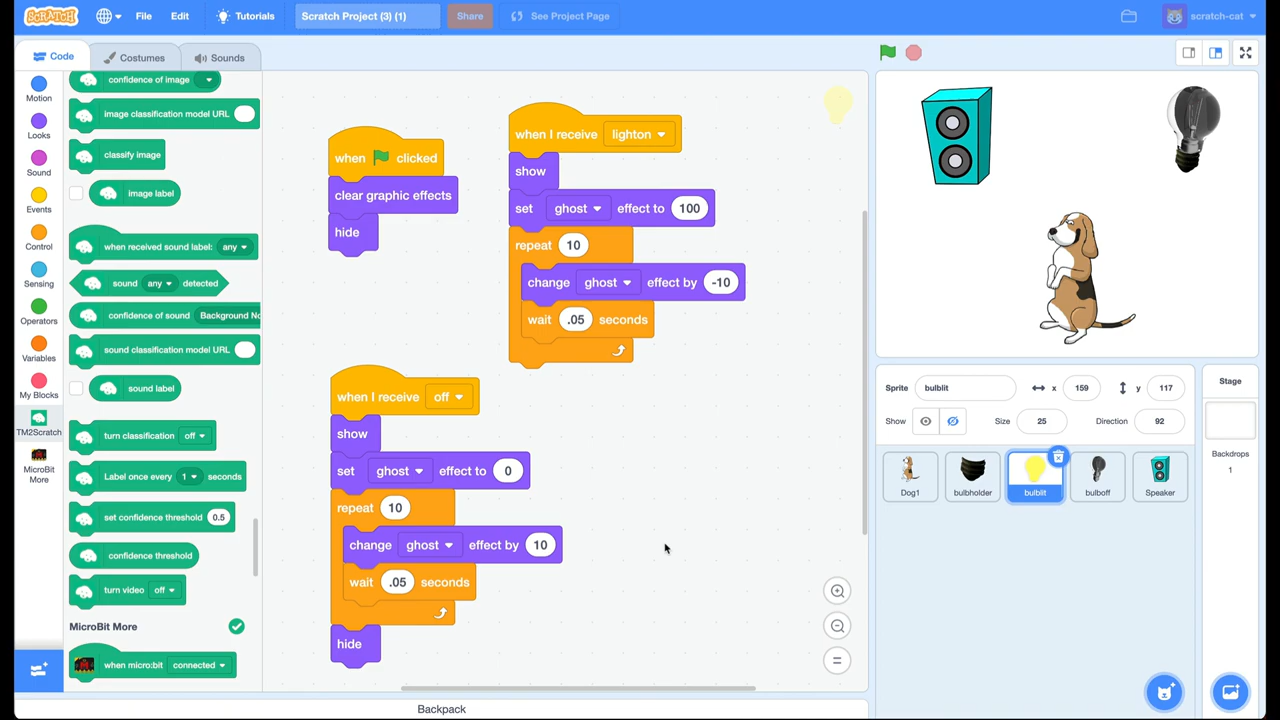 SCRATCH File Edit Tutorials Scratch Project (3) (1) Share See Project Page scratch-cat
Code Costumes Sounds
Motion
Looks
Sound
Events
Control
Sensing
Operators
Variables
My Blocks
TM2Scratch
MicroBit
More
confidence of image
image classification model URL
classify image
image label
when received sound label: any
sound any detected
confidence of sound Background No
sound classification model URL
sound label
turn classification off
Label once every 1 seconds
set confidence threshold 0.5
confidence threshold
turn video off
MicroBit More
when micro:bit connected
when clicked
clear graphic effects
hide
when I receive lighton
show
set ghost effect to 100
repeat 10
change ghost effect by -10
wait .05 seconds
when I receive off
show
set ghost effect to 0
repeat 10
change ghost effect by 10
wait .05 seconds
hide
Sprite bulblit x 159 y 117
Show Size 25 Direction 92
Dog1 bulbholder bulblit bulboff Speaker
Stage
Backdrops
1
Backpack